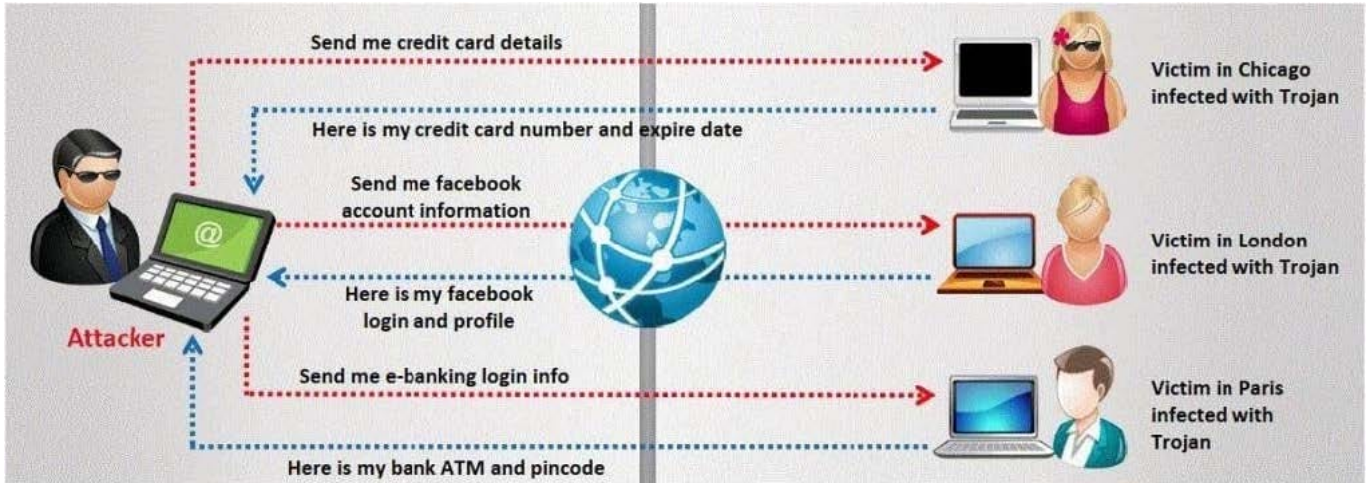 Send me credit card details
Here is my credit card number and expire date
Victim in Chicago
infected with Trojan
Send me facebook
account information
@
Here is my facebook
login and profile
Victim in London
infected with Trojan
Attacker
Send me e-banking login info
Here is my bank ATM and pincode
Victim in Paris
infected with
Trojan